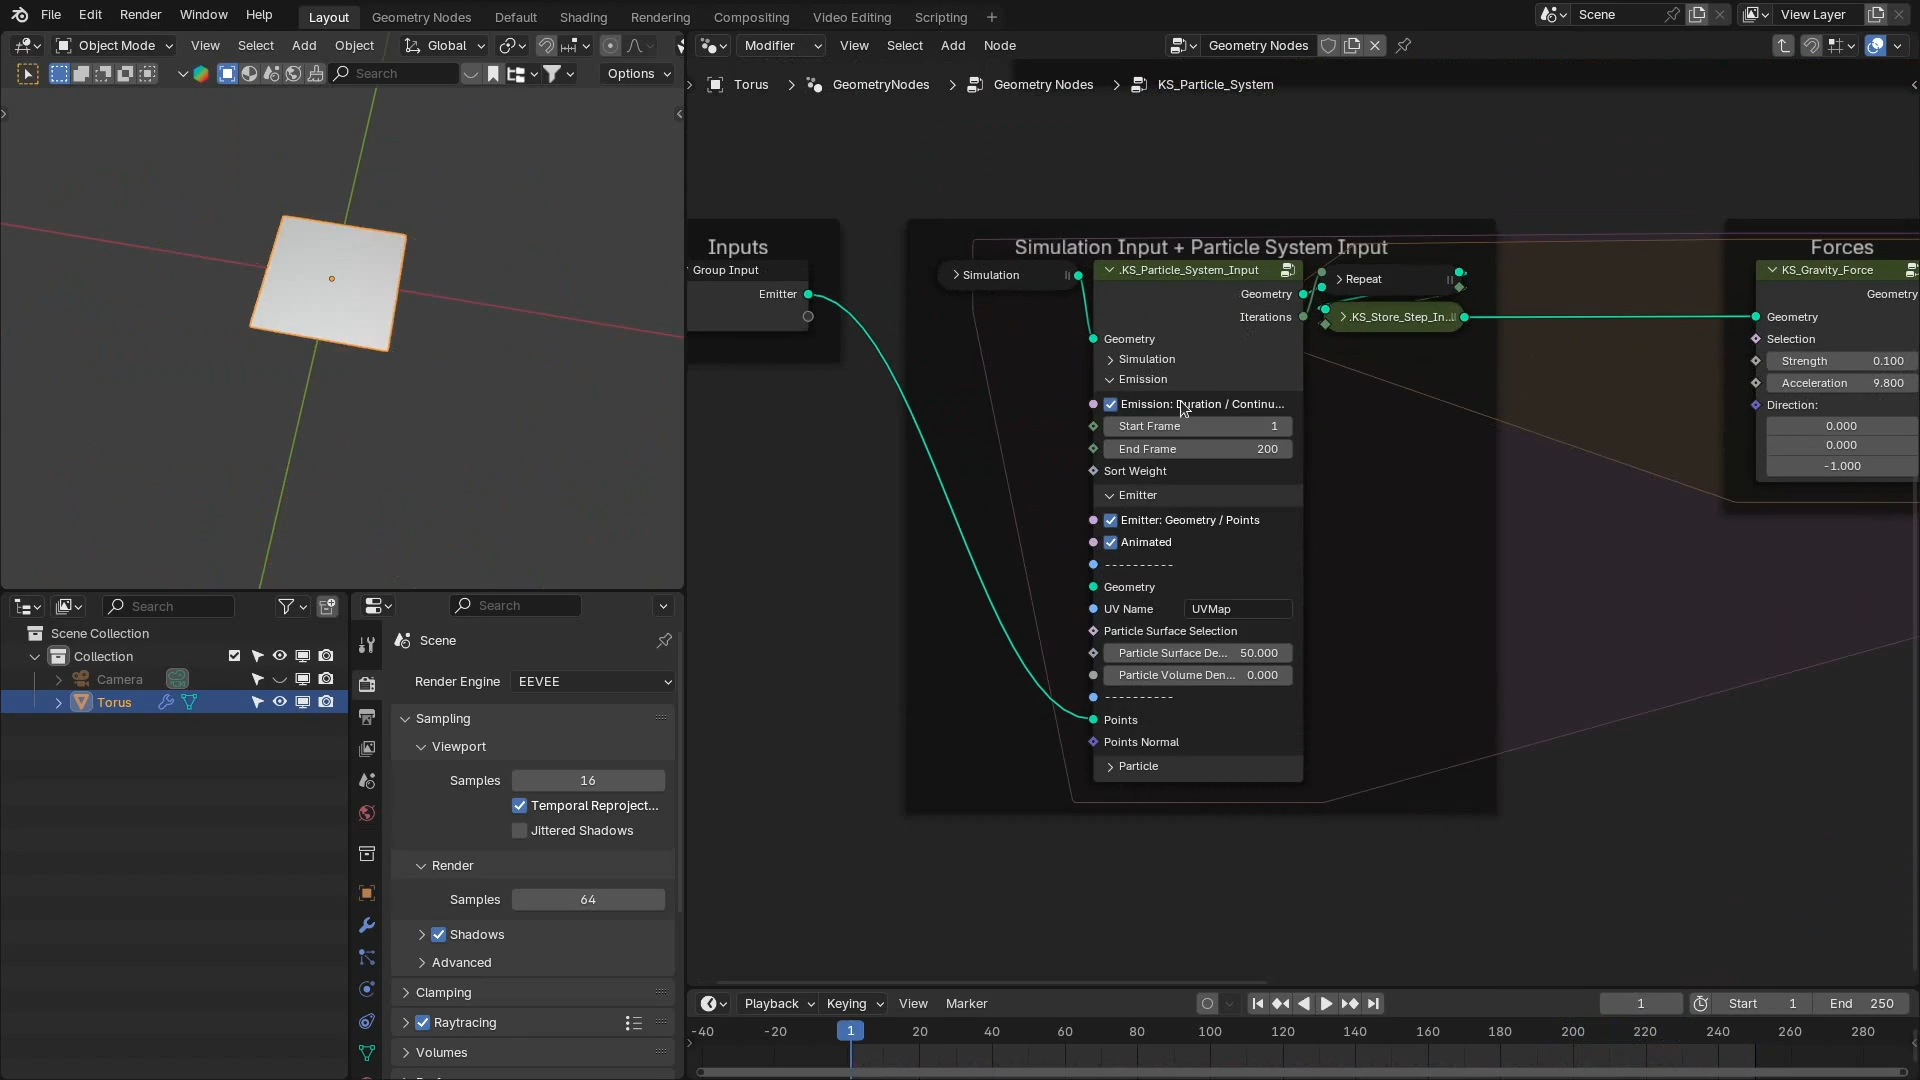 File Edit Render Window Help Layout Geometry Nodes Default Shading Rendering Compositing Video Editing Scripting + Scene View Layer
Object Mode View Select Add Object Global
Search Options
Modifier View Select Add Node Geometry Nodes
Torus > GeometryNodes > Geometry Nodes > KS_Particle_System
Inputs
Group Input
Emitter
Simulation Input + Particle System Input
Simulation
.KS_Particle_System_Input
Geometry
Iterations
Geometry
Simulation
Emission
Emission: Duration / Continu...
Start Frame 1
End Frame 200
Sort Weight
Emitter
Emitter: Geometry / Points
Animated
----------
Geometry
UV Name UVMap
Particle Surface Selection
Particle Surface De... 50.000
Particle Volume Den... 0.000
----------
Points
Points Normal
Particle
Repeat
.KS_Store_Step_In...
Forces
KS_Gravity_Force
Geometry
Geometry
Selection
Strength 0.100
Acceleration 9.800
Direction:
0.000
0.000
-1.000
Search
Scene Collection
Collection
Camera
Torus
Search
Scene
Render Engine EEVEE
Sampling
Viewport
Samples 16
Temporal Reproject...
Jittered Shadows
Render
Samples 64
Shadows
Advanced
Clamping
Raytracing
Volumes
Playback Keying View Marker 1 Start 1 End 250
-40 -20 1 20 40 60 80 100 120 140 160 180 200 220 240 260 280